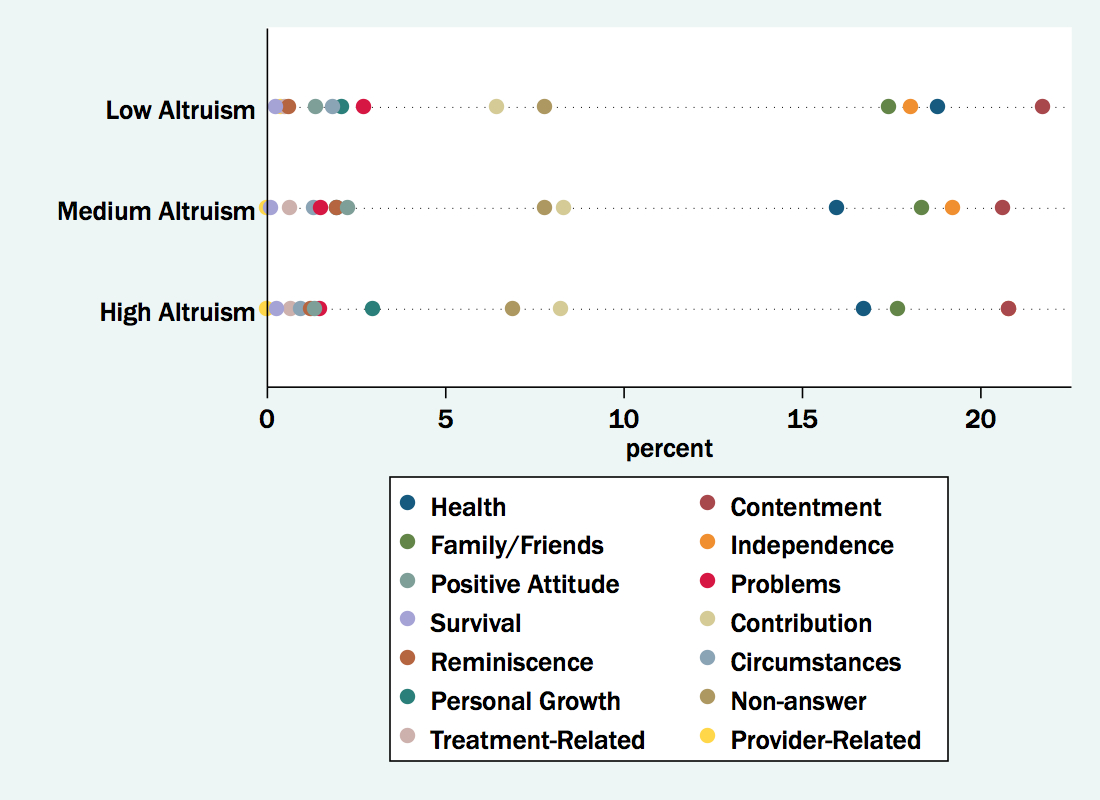 Low Altruism
Medium Altruism
High Altruism
0 5 10 15 20
percent
Health Contentment
Family/Friends Independence
Positive Attitude Problems
Survival Contribution
Reminiscence Circumstances
Personal Growth Non-answer
Treatment-Related Provider-Related